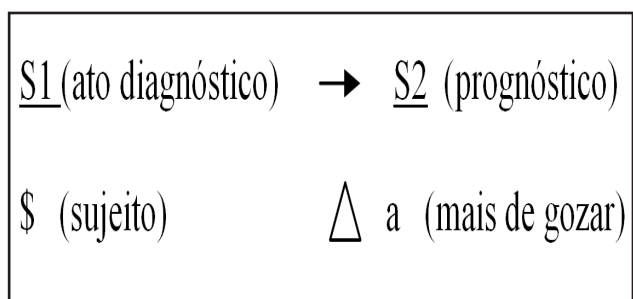 S1 (ato diagnóstico) → S2 (prognóstico)
$ (sujeito) △ a (mais de gozar)